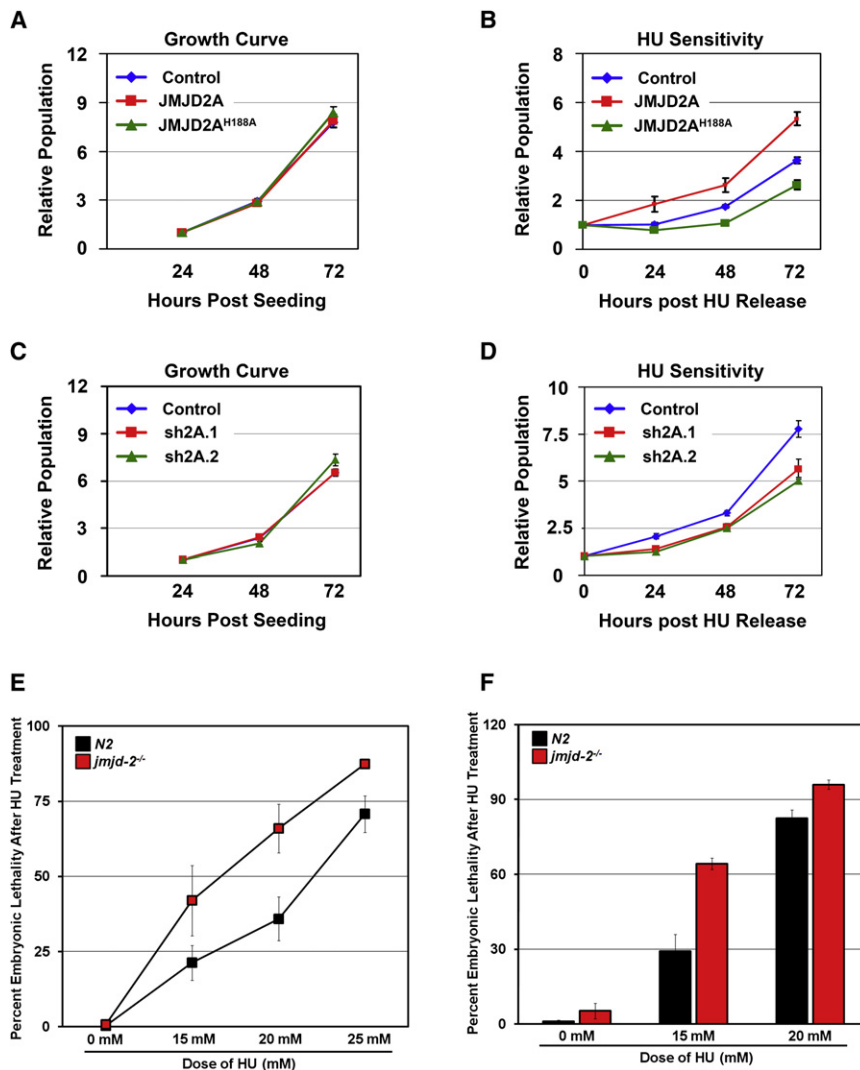 A
Growth Curve
Relative Population
12
9
6
3
0
Control
JMJD2A
JMJD2A^H188A
24 48 72
Hours Post Seeding
B
HU Sensitivity
Relative Population
8
6
4
2
0
Control
JMJD2A
JMJD2A^H188A
0 24 48 72
Hours post HU Release
C
Growth Curve
Relative Population
12
9
6
3
0
Control
sh2A.1
sh2A.2
24 48 72
Hours Post Seeding
D
HU Sensitivity
Relative Population
10
7.5
5
2.5
0
Control
sh2A.1
sh2A.2
0 24 48 72
Hours post HU Release
E
Percent Embryonic Lethality After HU Treatment
100
75
50
25
0
N2
jmjd-2^-/-
0 mM 15 mM 20 mM 25 mM
Dose of HU (mM)
F
Percent Embryonic Lethality After HU Treatment
120
90
60
30
0
N2
jmjd-2^-/-
0 mM 15 mM 20 mM
Dose of HU (mM)